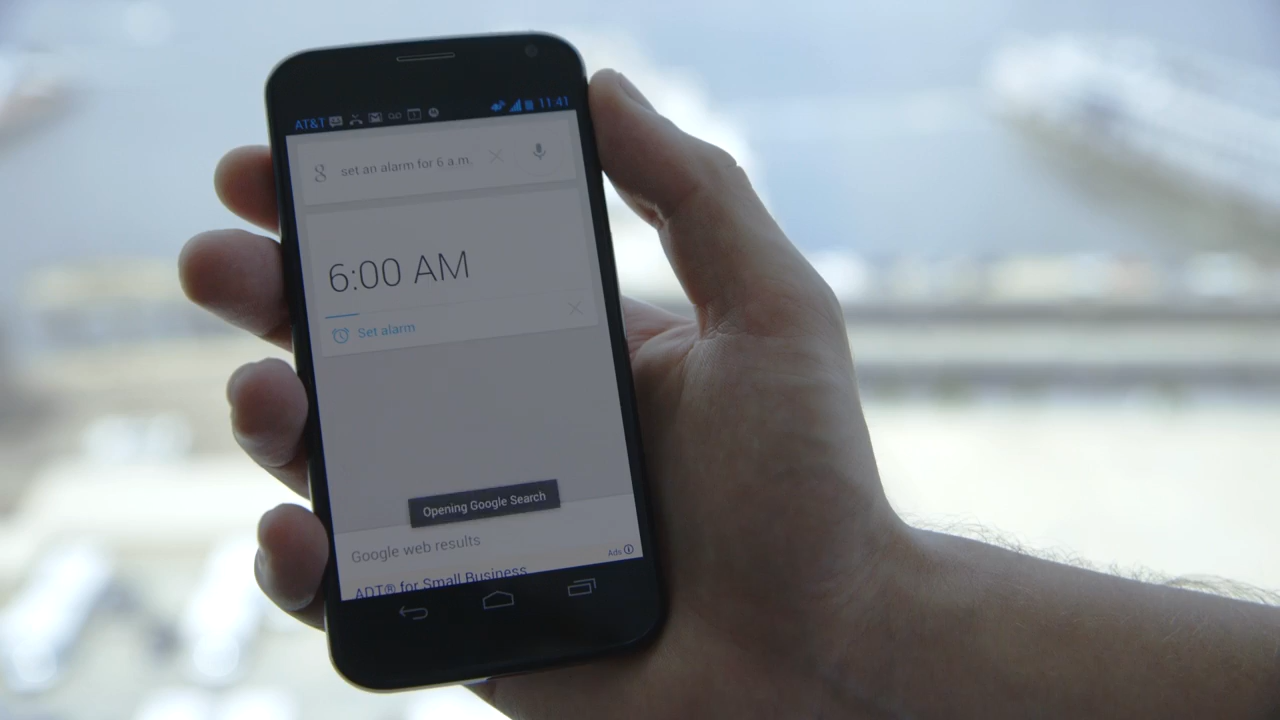 AT&T 11:41
set an alarm for 6 a.m.
6:00 AM
Set alarm
Opening Google Search
Google web results
Ads
ADT® for Small Business